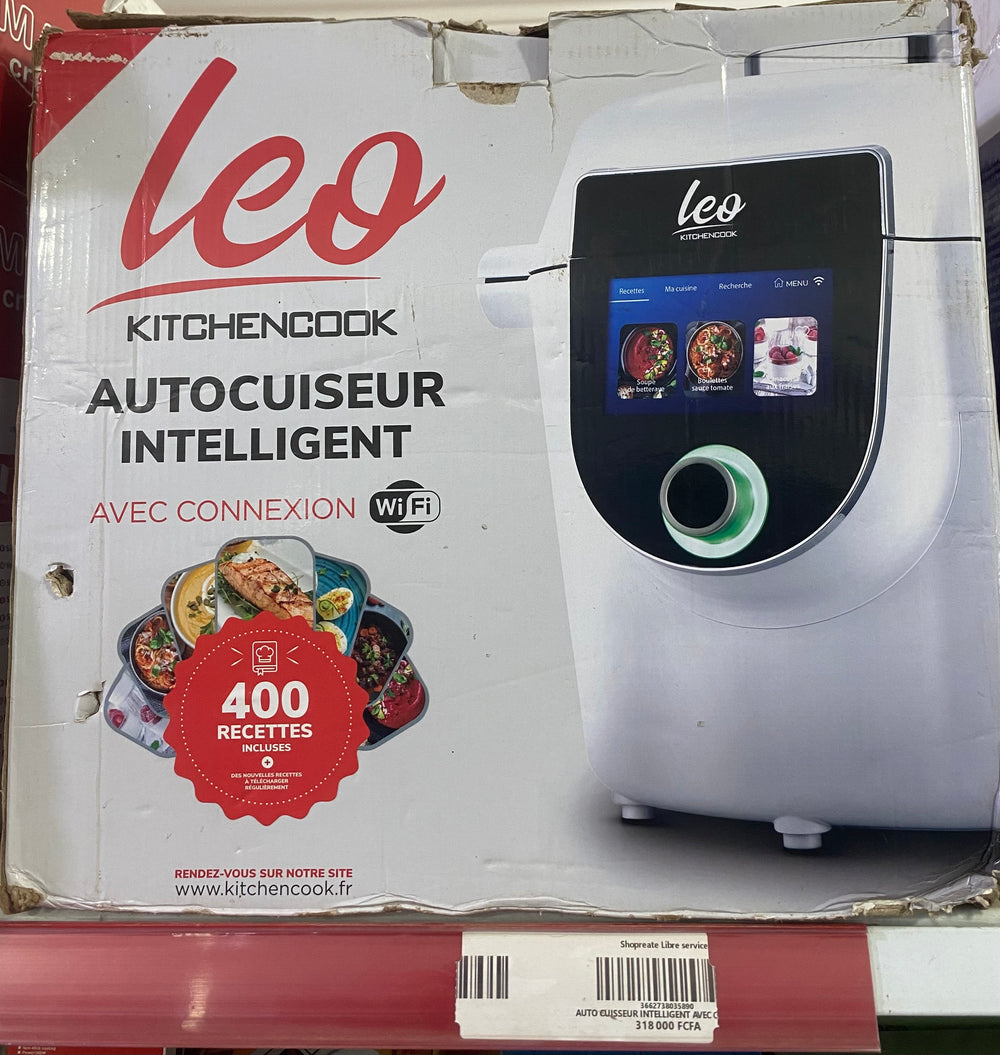 leo
KITCHENCOOK
AUTOCUISEUR
INTELLIGENT
AVEC CONNEXION WiFi
400
RECETTES
INCLUSES
+
DES NOUVELLES RECETTES
À TÉLÉCHARGER
RÉGULIÈREMENT
RENDEZ-VOUS SUR NOTRE SITE
www.kitchencook.fr
leo
KITCHENCOOK
Recettes Ma cuisine Recherche MENU
Soupe
de betterave
Boulettes
sauce tomate
aux fraises
Shopreate Libre service
3662738035890
AUTO CUISSEUR INTELLIGENT AVEC C
318 000 FCFA